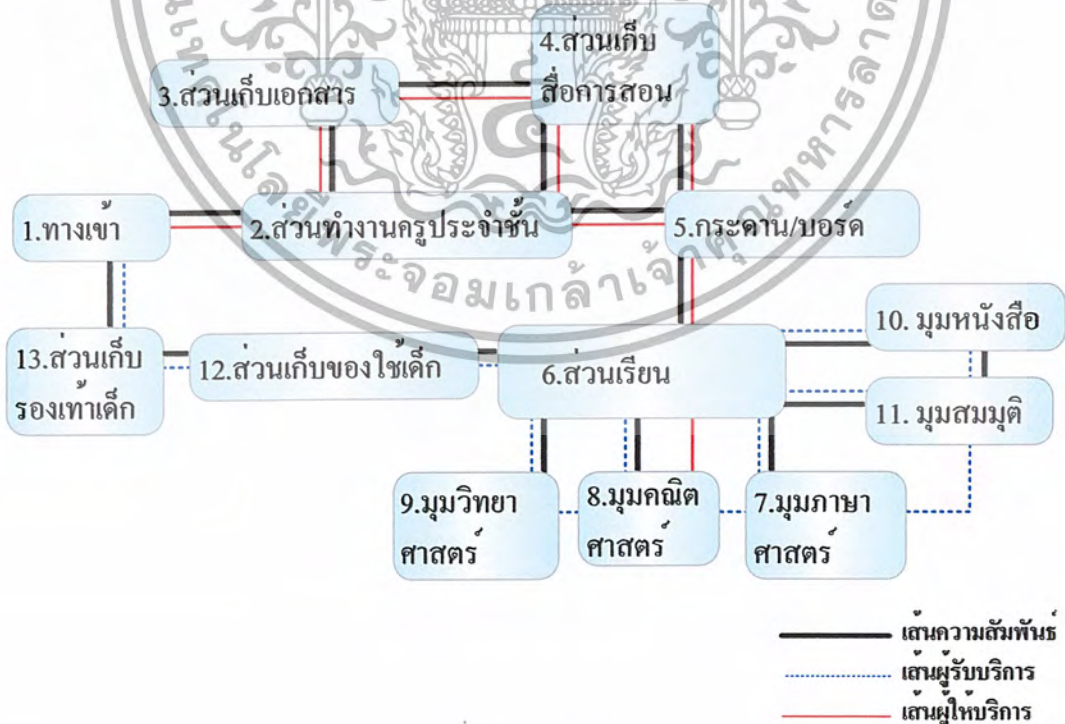 4.ส่วนเก็บ
สื่อการสอน
3.ส่วนเก็บเอกสาร
1.ทางเข้า
2.ส่วนทำงานครูประจำชั้น
5.กระดาน/บอร์ด
10. มุมหนังสือ
13.ส่วนเก็บ
รองเท้าเด็ก
12.ส่วนเก็บของใช้เด็ก
6.ส่วนเรียน
11. มุมสมมุติ
9.มุมวิทยา
ศาสตร์
8.มุมคณิต
ศาสตร์
7.มุมภาษา
ศาสตร์
เส้นความสัมพันธ์
เส้นผู้รับบริการ
เส้นผู้ให้บริการ